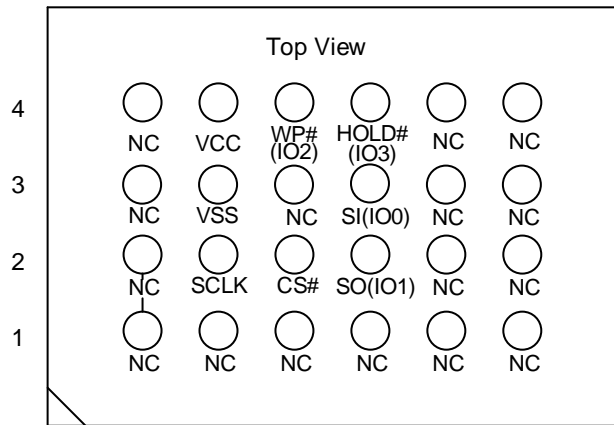 Top View
4
NC VCC WP# (IO2) HOLD# (IO3) NC NC
3
NC VSS NC SI(IO0) NC NC
2
NC SCLK CS# SO(IO1) NC NC
1
NC NC NC NC NC NC